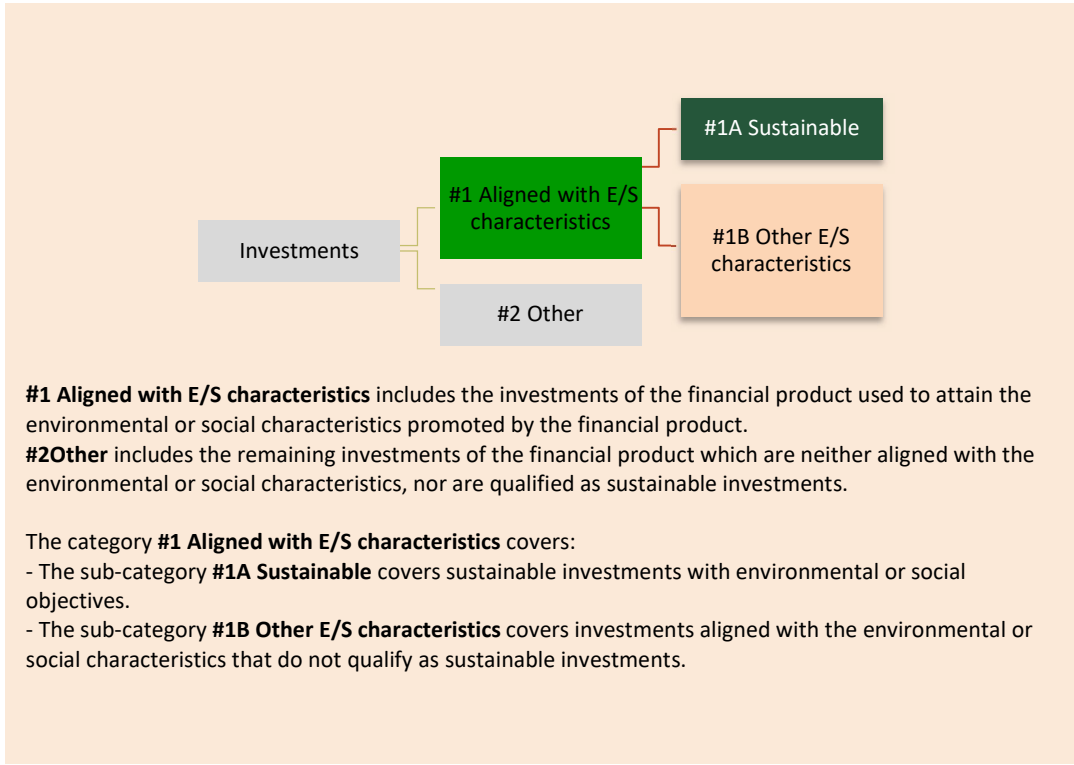 #1A Sustainable
#1 Aligned with E/S
characteristics
#1B Other E/S
characteristics
Investments
#2 Other
#1 Aligned with E/S characteristics includes the investments of the financial product used to attain the
environmental or social characteristics promoted by the financial product.
#2Other includes the remaining investments of the financial product which are neither aligned with the
environmental or social characteristics, nor are qualified as sustainable investments.
The category #1 Aligned with E/S characteristics covers:
- The sub-category #1A Sustainable covers sustainable investments with environmental or social
objectives.
- The sub-category #1B Other E/S characteristics covers investments aligned with the environmental or
social characteristics that do not qualify as sustainable investments.